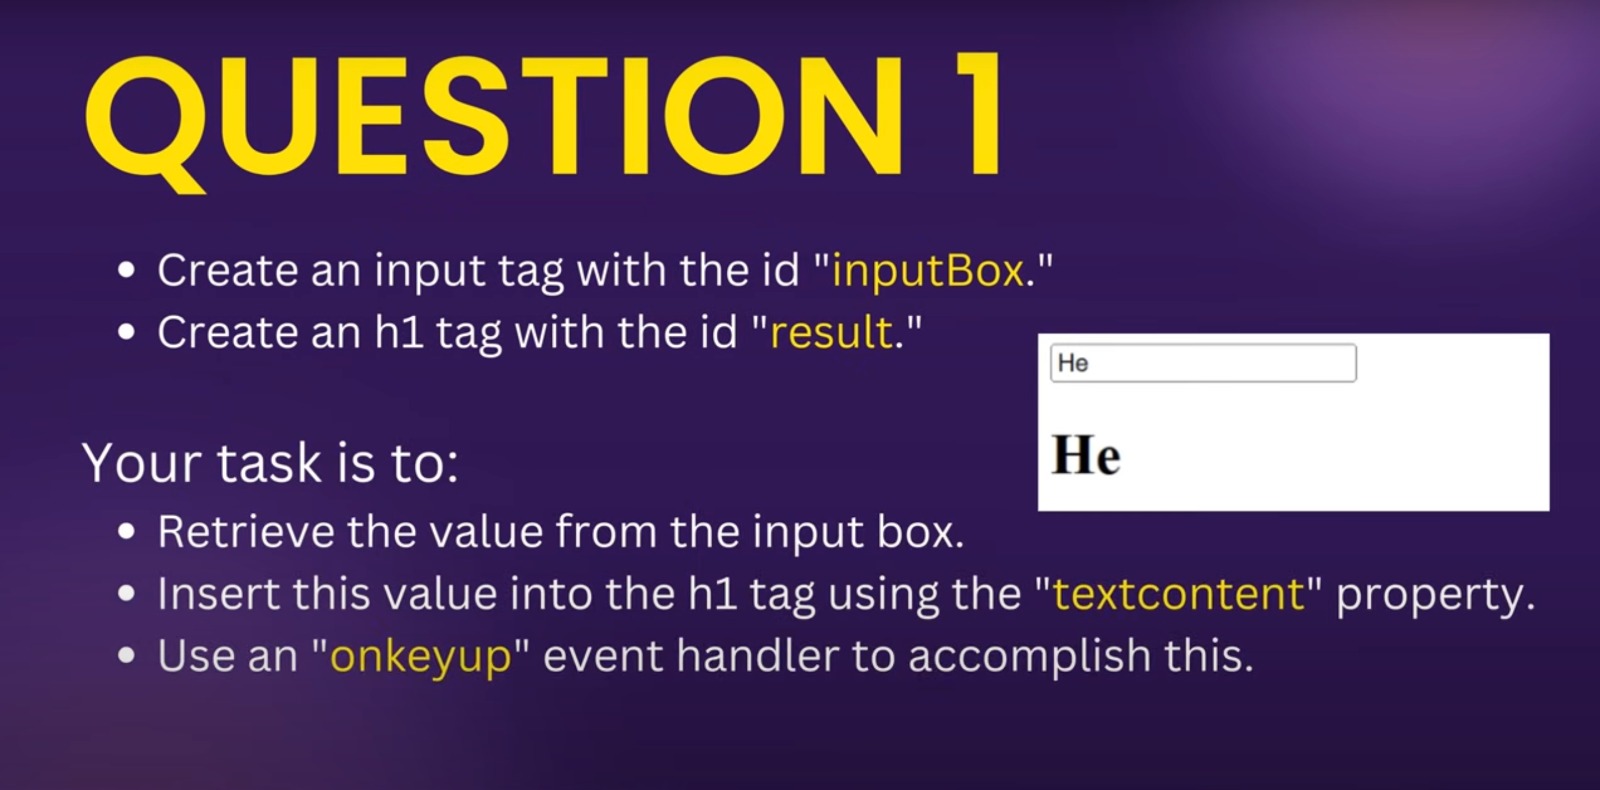 QUESTION 1
• Create an input tag with the id "inputBox."
• Create an h1 tag with the id "result."
He
He
Your task is to:
• Retrieve the value from the input box.
• Insert this value into the h1 tag using the "textcontent" property.
• Use an "onkeyup" event handler to accomplish this.